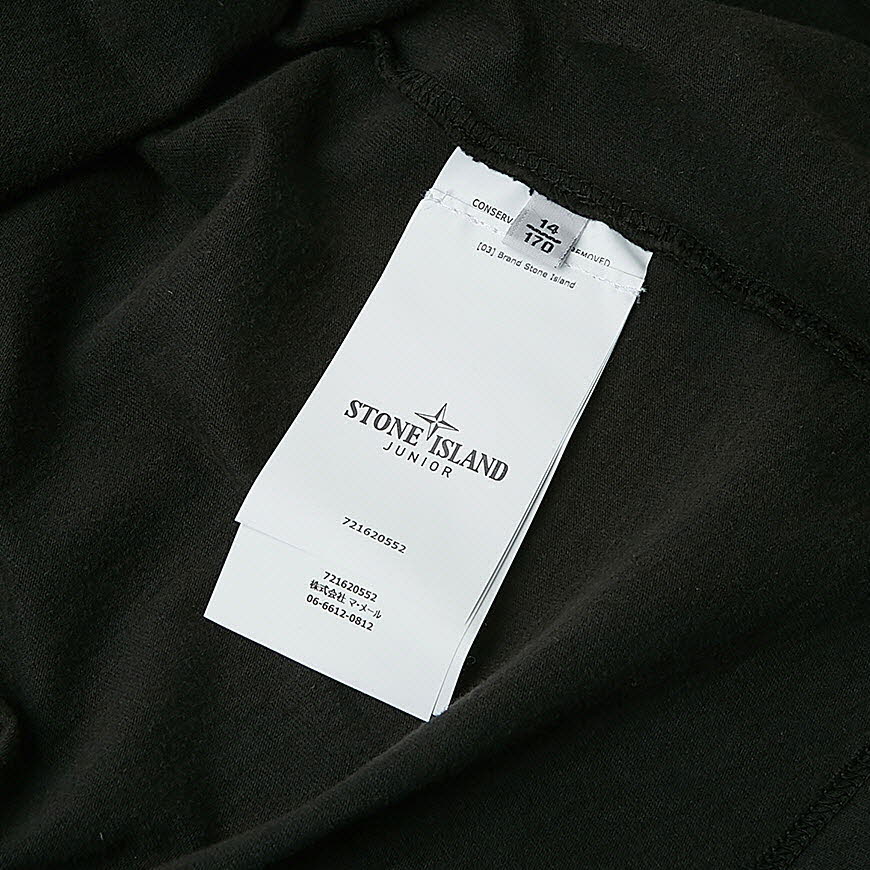 CONSERV
14
170
REMOVED
[03] Brand Stone Island
STONE ISLAND
JUNIOR
721620552
721620552
株式会社 マ・メール
06-6612-0812